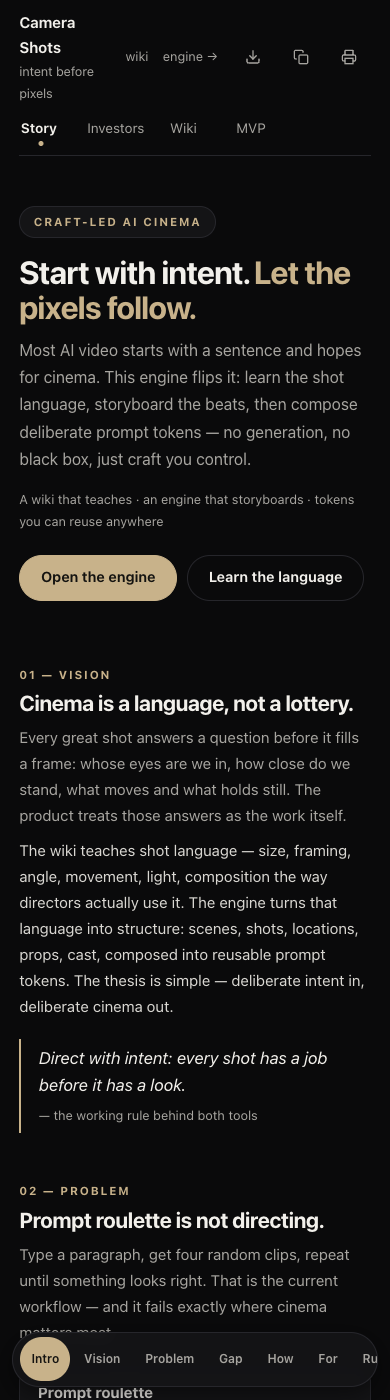 Camera
Shots
intent before
pixels
wiki
engine →
Story
Investors
Wiki
MVP
CRAFT-LED AI CINEMA
Start with intent. Let the
pixels follow.
Most AI video starts with a sentence and hopes
for cinema. This engine flips it: learn the shot
language, storyboard the beats, then compose
deliberate prompt tokens — no generation, no
black box, just craft you control.
A wiki that teaches · an engine that storyboards · tokens
you can reuse anywhere
Open the engine
Learn the language
01 — VISION
Cinema is a language, not a lottery.
Every great shot answers a question before it fills
a frame: whose eyes are we in, how close do we
stand, what moves and what holds still. The
product treats those answers as the work itself.
The wiki teaches shot language — size, framing,
angle, movement, light, composition the way
directors actually use it. The engine turns that
language into structure: scenes, shots, locations,
props, cast, composed into reusable prompt
tokens. The thesis is simple — deliberate intent in,
deliberate cinema out.
Direct with intent: every shot has a job
before it has a look.
— the working rule behind both tools
02 — PROBLEM
Prompt roulette is not directing.
Type a paragraph, get four random clips, repeat
until something looks right. That is the current
workflow — and it fails exactly where cinema
matters most.
Intro
Vision
Problem
Gap
How
For
Ru
Prompt roulette